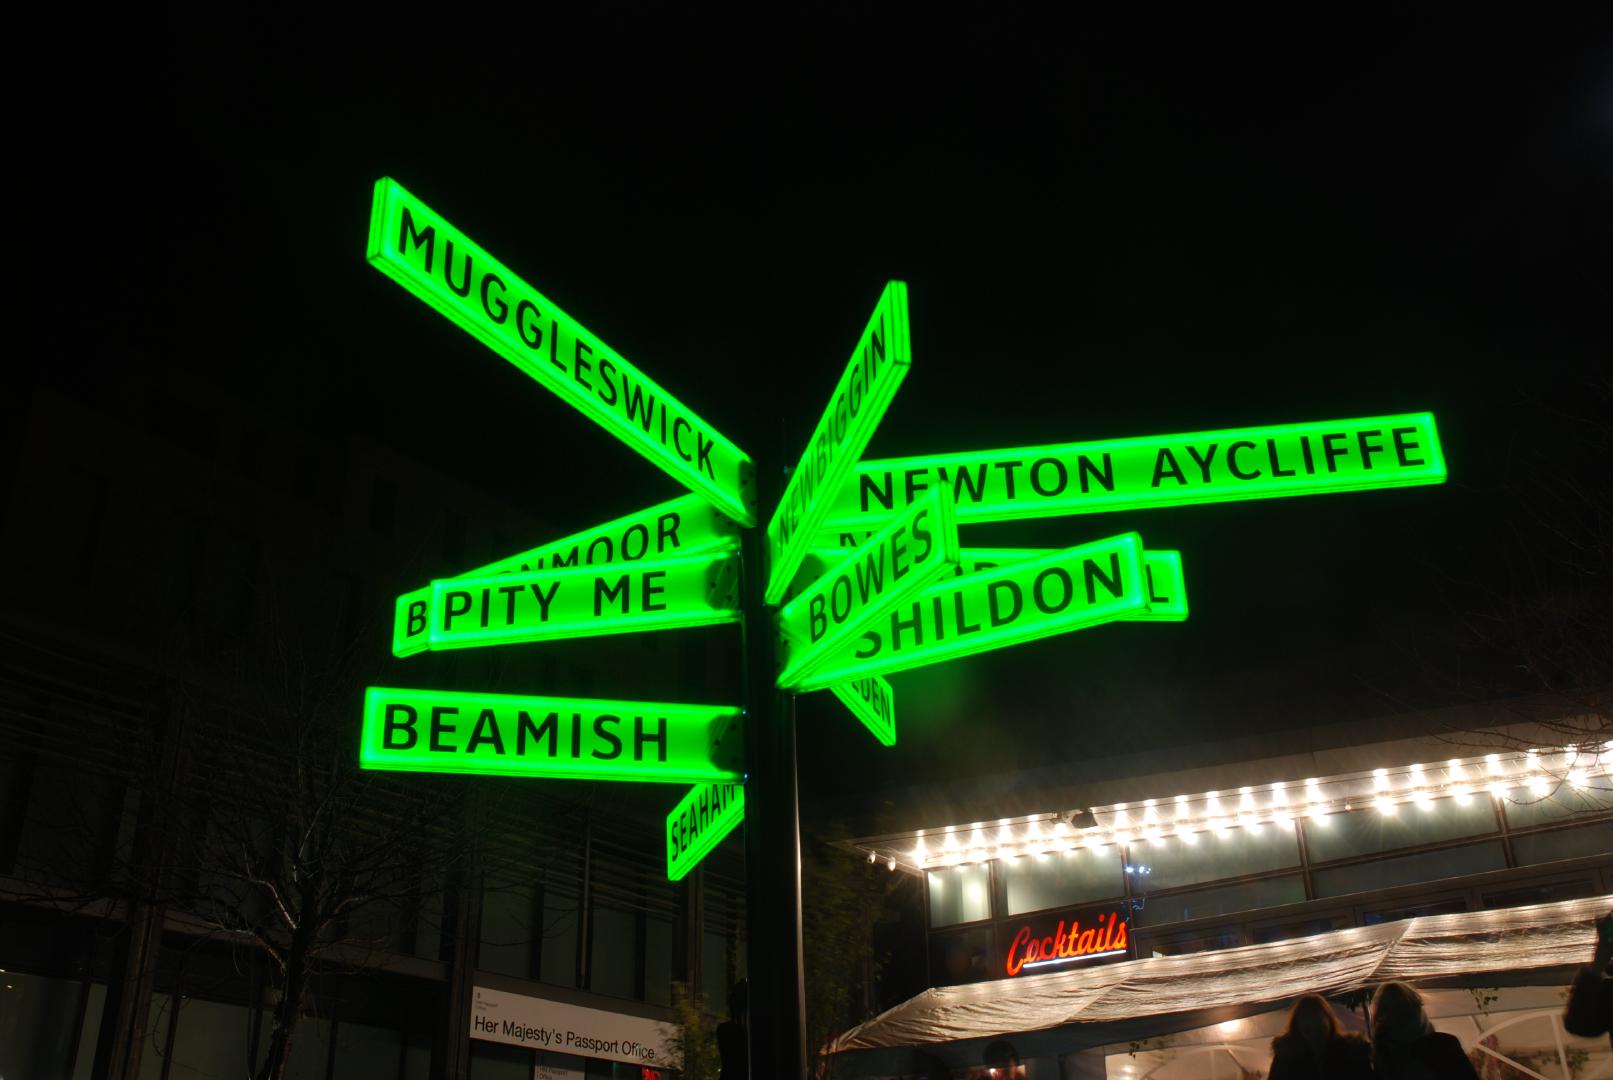 MUGGLESWICK
NEWBIGGIN
NEWTON AYCLIFFE
BOWES
SHILDON
PITY ME
BEAMISH
SEAHAM
Cocktails
Her Majesty's Passport Office